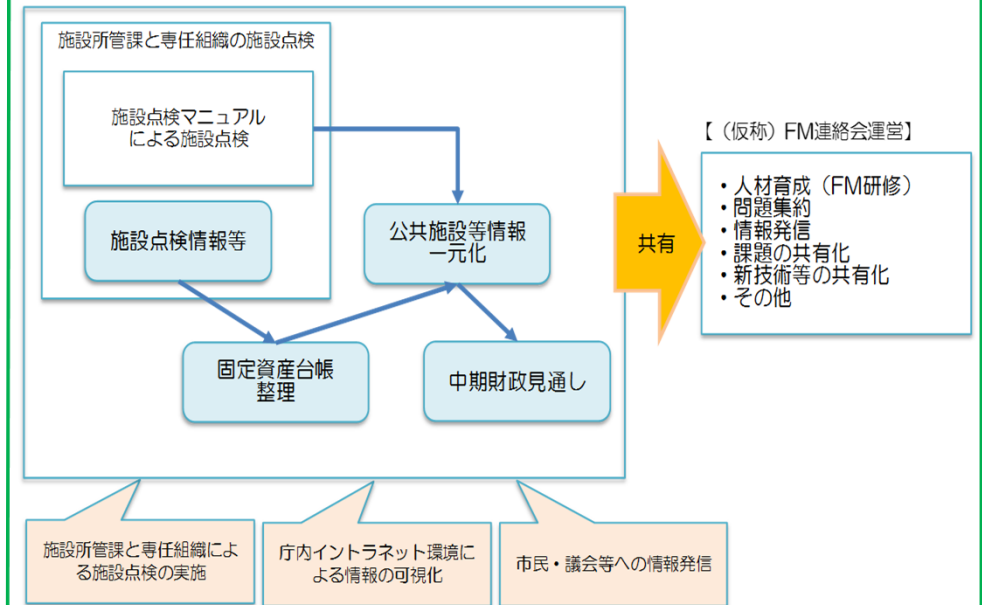 施設所管課と専任組織の施設点検
施設点検マニュアル
による施設点検
施設点検情報等
公共施設等情報
一元化
固定資産台帳
整理
中期財政見通し
共有
【（仮称）FM連絡会運営】
・人材育成（FM研修）
・問題集約
・情報発信
・課題の共有化
・新技術等の共有化
・その他
施設所管課と専任組織によ
る施設点検の実施
庁内イントラネット環境に
よる情報の可視化
市民・議会等への情報発信